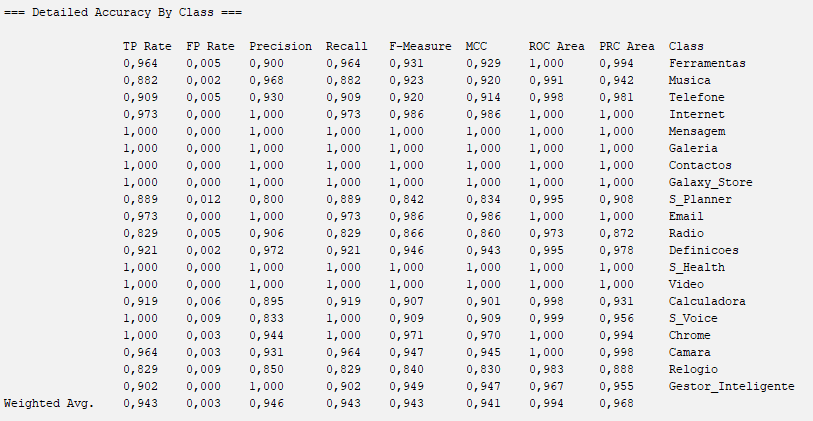 === Detailed Accuracy By Class ===
TP Rate FP Rate Precision Recall F-Measure MCC ROC Area PRC Area Class
0,964 0,005 0,900 0,964 0,931 0,929 1,000 0,994 Ferramentas
0,882 0,002 0,968 0,882 0,923 0,920 0,991 0,942 Musica
0,909 0,005 0,930 0,909 0,920 0,914 0,998 0,981 Telefone
0,973 0,000 1,000 0,973 0,986 0,986 1,000 1,000 Internet
1,000 0,000 1,000 1,000 1,000 1,000 1,000 1,000 Mensagem
1,000 0,000 1,000 1,000 1,000 1,000 1,000 1,000 Galeria
1,000 0,000 1,000 1,000 1,000 1,000 1,000 1,000 Contactos
1,000 0,000 1,000 1,000 1,000 1,000 1,000 1,000 Galaxy_Store
0,889 0,012 0,800 0,889 0,842 0,834 0,995 0,908 S_Planner
0,973 0,000 1,000 0,973 0,986 0,986 1,000 1,000 Email
0,829 0,005 0,906 0,829 0,866 0,860 0,973 0,872 Radio
0,921 0,002 0,972 0,921 0,946 0,943 0,995 0,978 Definicoes
1,000 0,000 1,000 1,000 1,000 1,000 1,000 1,000 S_Health
1,000 0,000 1,000 1,000 1,000 1,000 1,000 1,000 Video
0,919 0,006 0,895 0,919 0,907 0,901 0,998 0,931 Calculadora
1,000 0,009 0,833 1,000 0,909 0,909 0,999 0,956 S_Voice
1,000 0,003 0,944 1,000 0,971 0,970 1,000 0,994 Chrome
0,964 0,003 0,931 0,964 0,947 0,945 1,000 0,998 Camara
0,829 0,009 0,850 0,829 0,840 0,830 0,983 0,888 Relogio
0,902 0,000 1,000 0,902 0,949 0,947 0,967 0,955 Gestor_Inteligente
Weighted Avg. 0,943 0,003 0,946 0,943 0,943 0,941 0,994 0,968